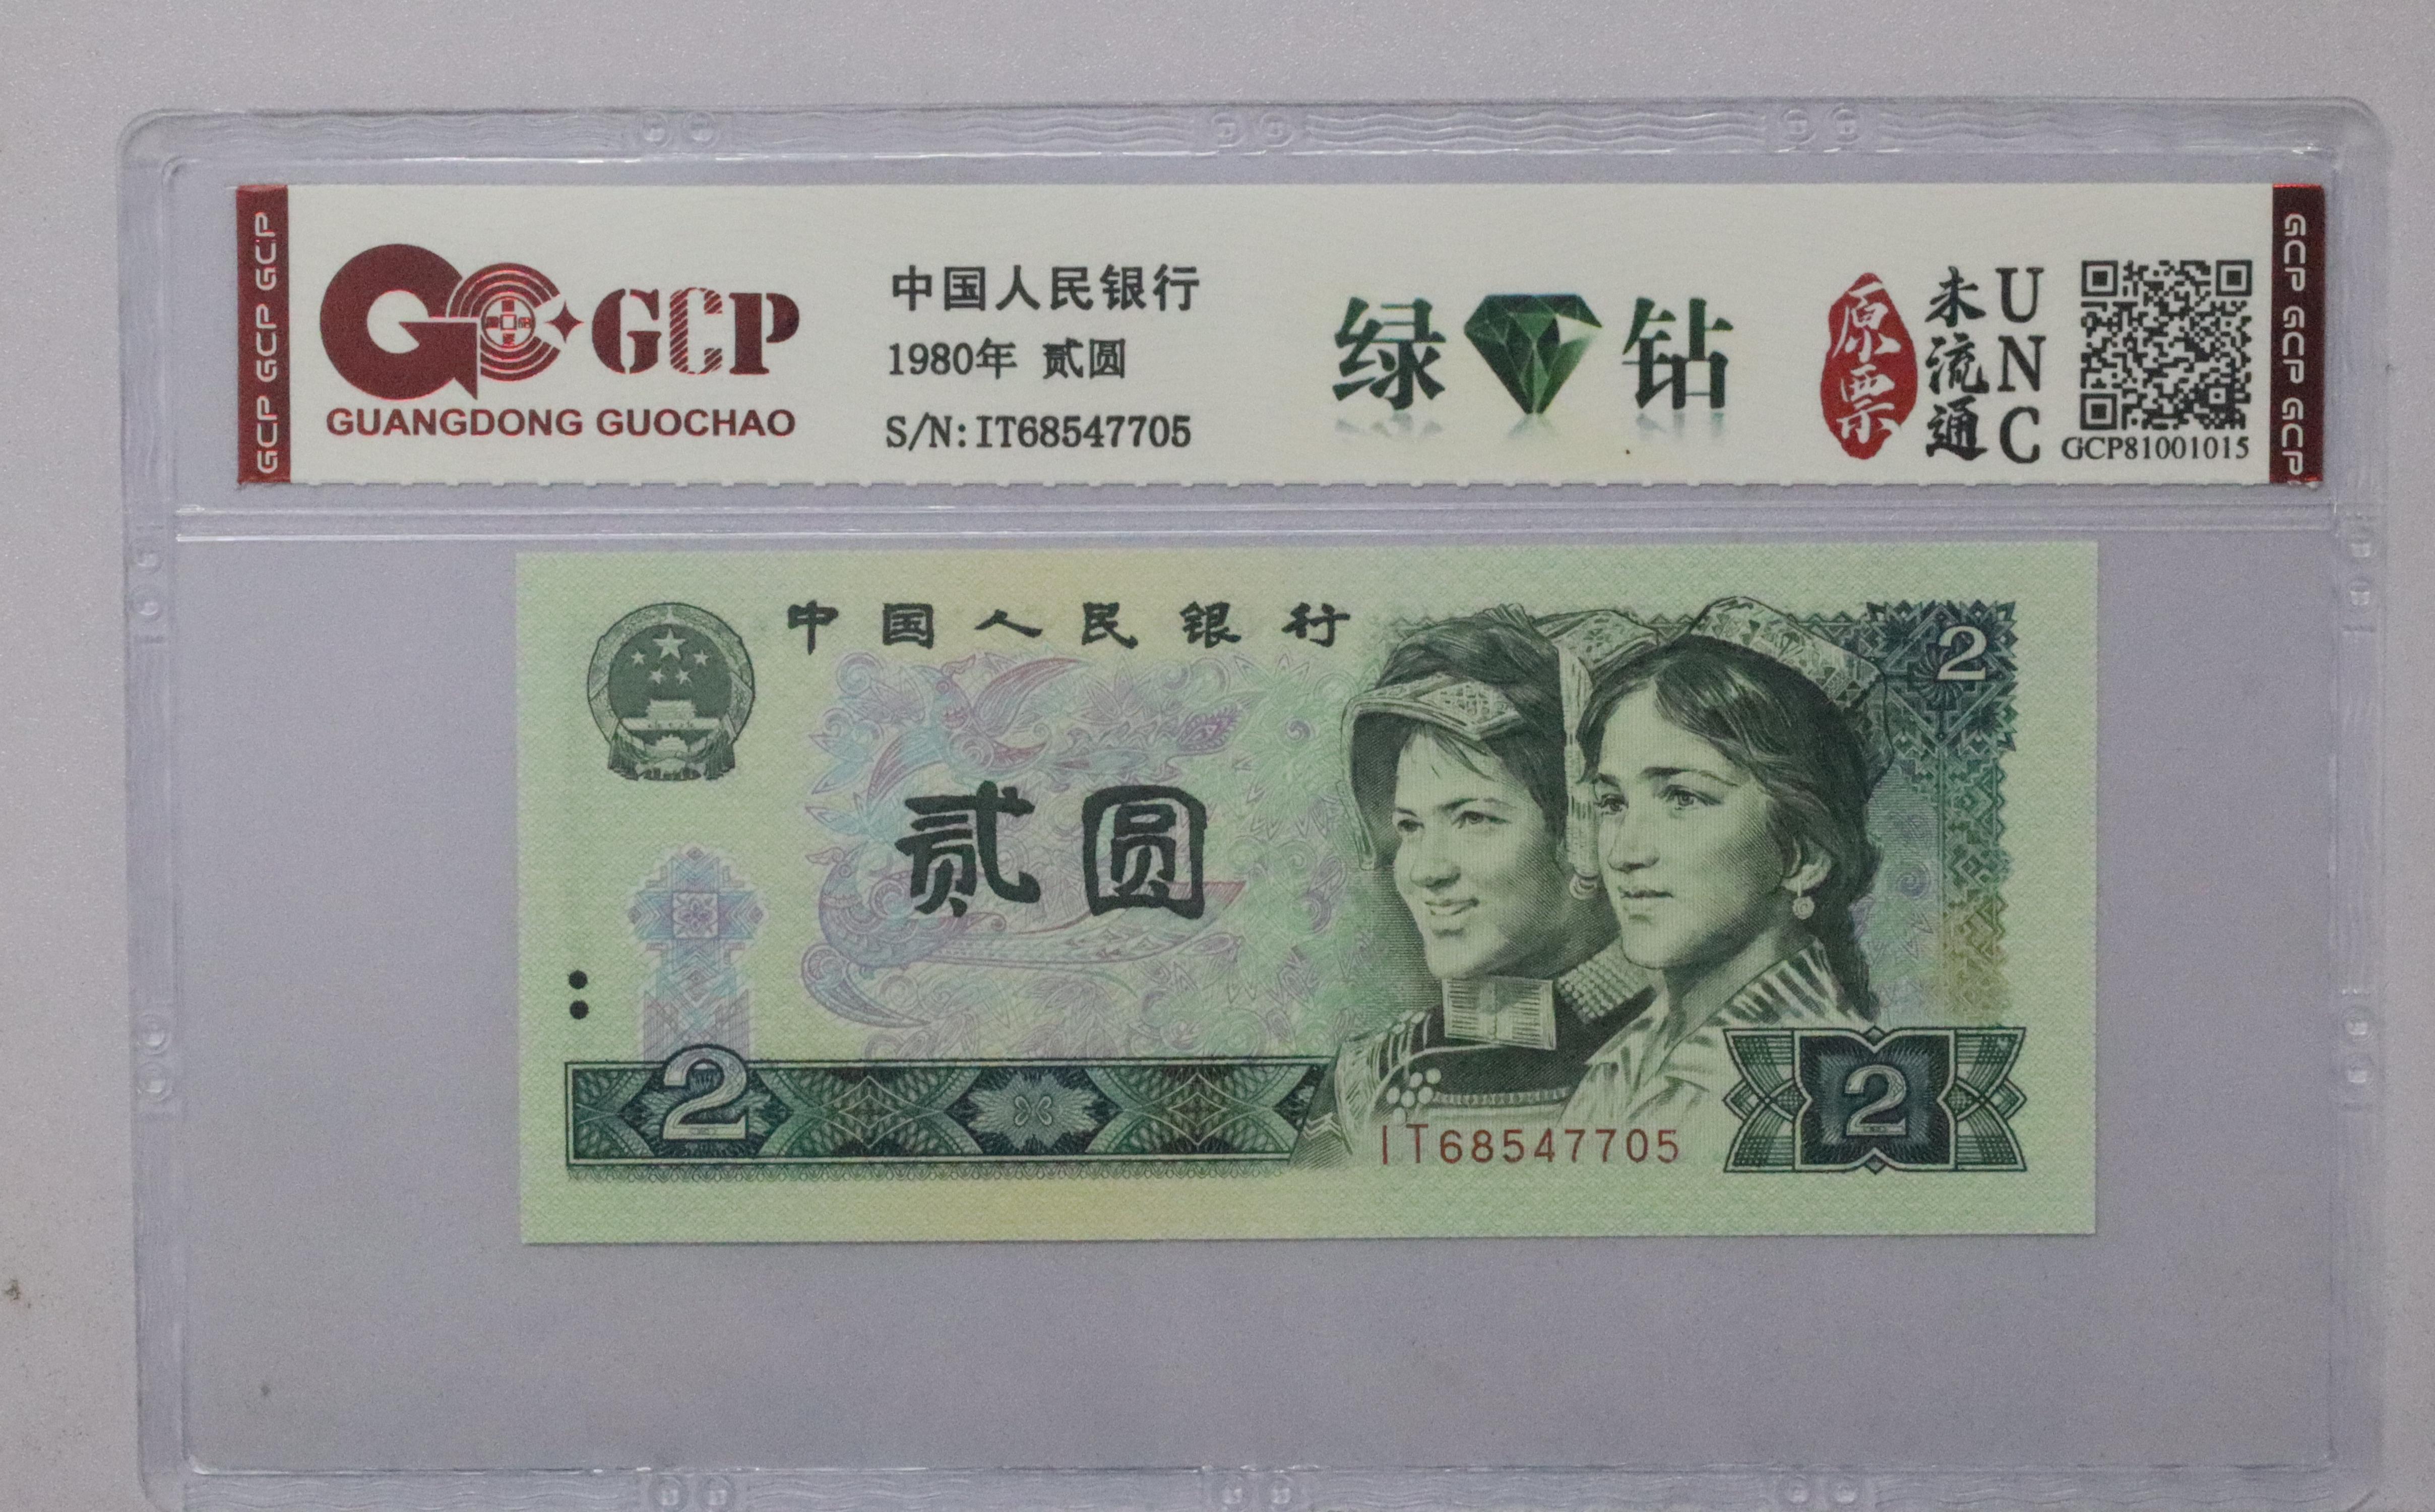 GCP GCP GCP
GCP
GUANGDONG GUOCHAO
中国人民银行
1980年 贰圆
S/N:IT68547705
绿钻
原票
未流通
UNC
GCP81001015
GCP GCP GCP
中国人民银行
2
贰圆
2
2
IT68547705